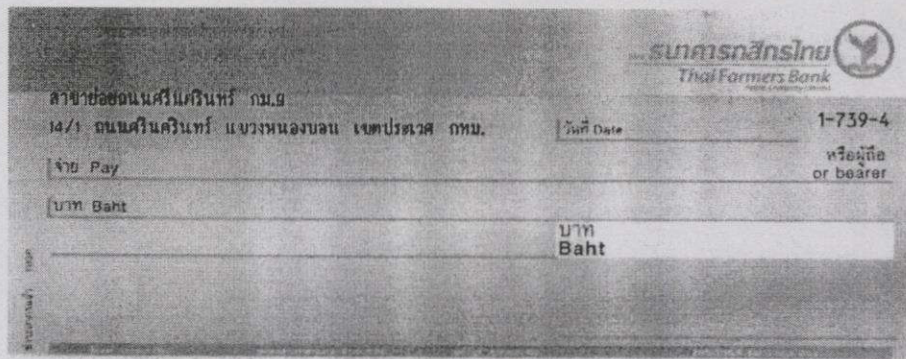 ธนาคารกสิกรไทย
Thai Farmers Bank
สาขาย่อยถนนศรีนครินทร์ กม.9
14/1 ถนนศรีนครินทร์ แขวงหนองบอน เขตประเวศ กทม.
วันที่ Date
1-739-4
จ่าย Pay
หรือผู้ถือ
or bearer
บาท Baht
บาท
Baht